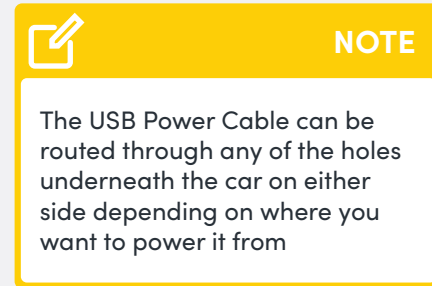 NOTE
The USB Power Cable can be
routed through any of the holes
underneath the car on either
side depending on where you
want to power it from